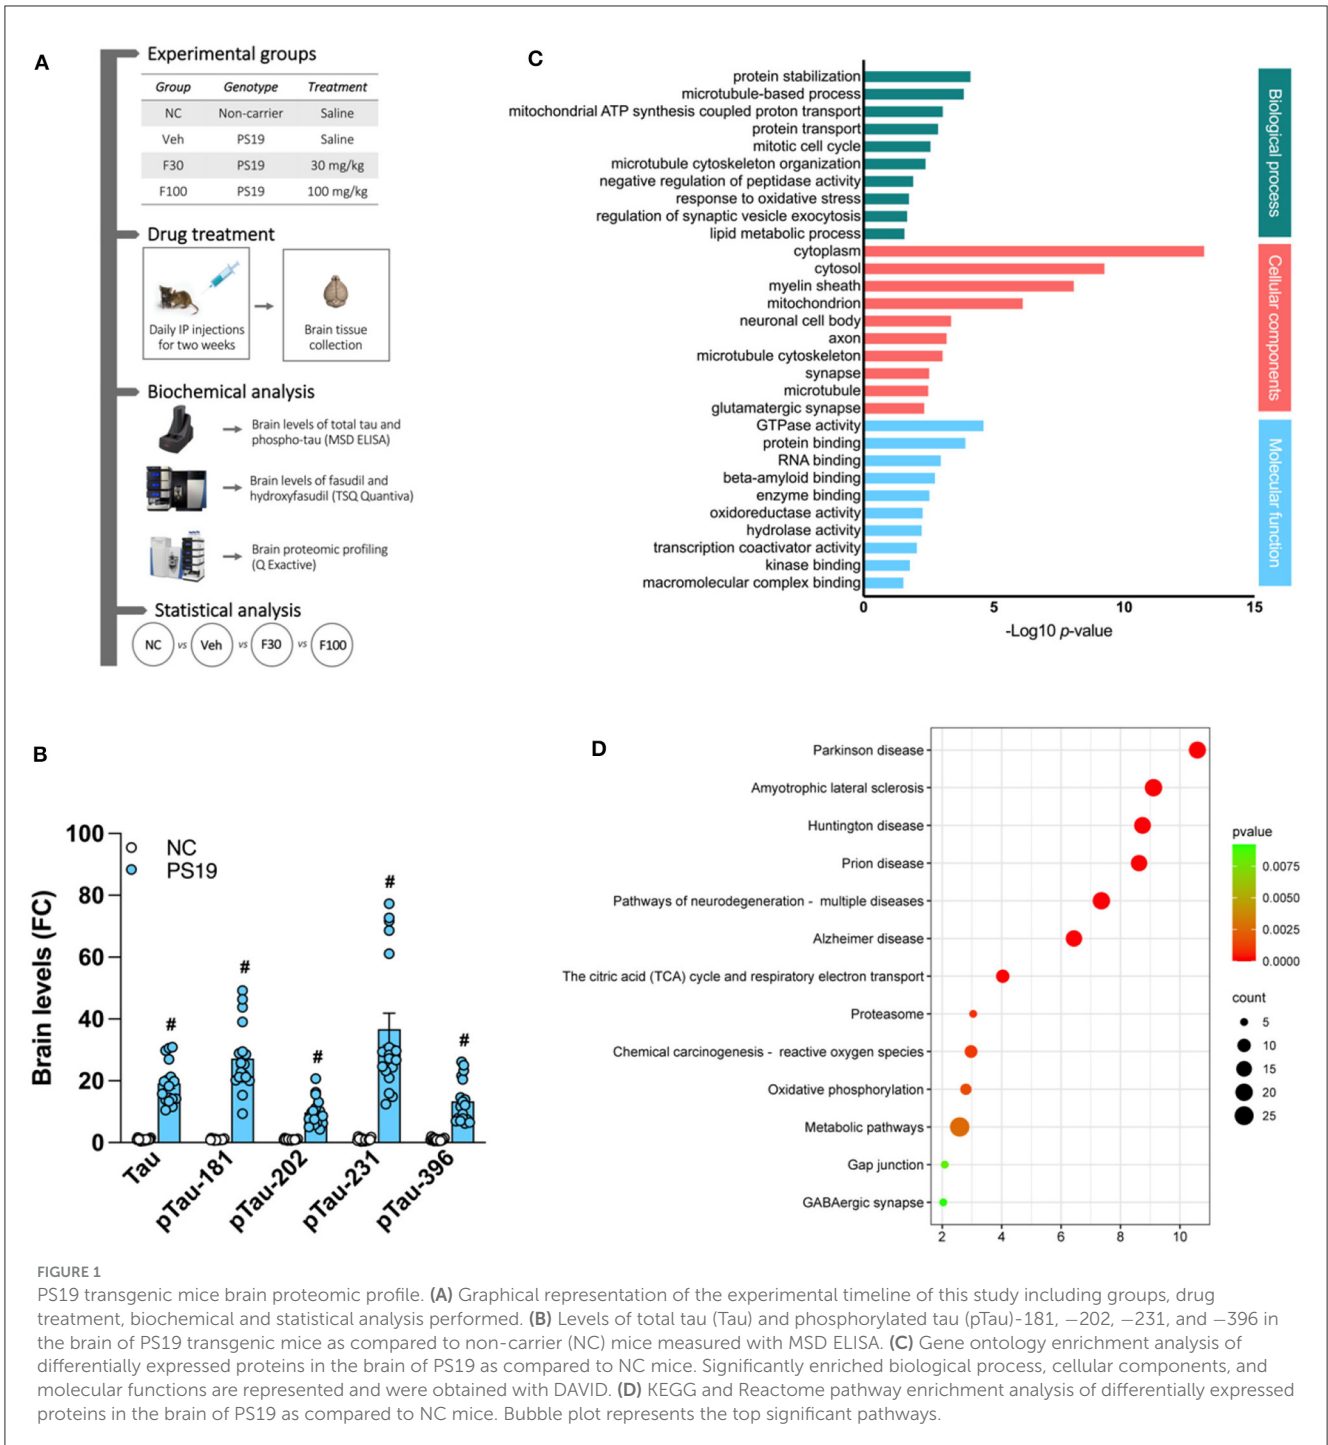 A
Experimental groups
Group Genotype Treatment
NC Non-carrier Saline
Veh PS19 Saline
F30 PS19 30 mg/kg
F100 PS19 100 mg/kg
Drug treatment
Daily IP injections
for two weeks
Brain tissue
collection
Biochemical analysis
Brain levels of total tau and
phospho-tau (MSD ELISA)
Brain levels of fasudil and
hydroxyfasudil (TSQ Quantiva)
Brain proteomic profiling
(Q Exactive)
Statistical analysis
NC vs Veh vs F30 vs F100
C
protein stabilization
microtubule-based process
mitochondrial ATP synthesis coupled proton transport
protein transport
mitotic cell cycle
microtubule cytoskeleton organization
negative regulation of peptidase activity
response to oxidative stress
regulation of synaptic vesicle exocytosis
lipid metabolic process
cytoplasm
cytosol
myelin sheath
mitochondrion
neuronal cell body
axon
microtubule cytoskeleton
synapse
microtubule
glutamatergic synapse
GTPase activity
protein binding
RNA binding
beta-amyloid binding
enzyme binding
oxidoreductase activity
hydrolase activity
transcription coactivator activity
kinase binding
macromolecular complex binding
0 5 10 15
-Log10 p-value
Biological process
Cellular components
Molecular function
B
Brain levels (FC)
100
80
60
40
20
0
NC
PS19
#
#
#
#
#
Tau
pTau-181
pTau-202
pTau-231
pTau-396
D
Parkinson disease
Amyotrophic lateral sclerosis
Huntington disease
Prion disease
Pathways of neurodegeneration - multiple diseases
Alzheimer disease
The citric acid (TCA) cycle and respiratory electron transport
Proteasome
Chemical carcinogenesis - reactive oxygen species
Oxidative phosphorylation
Metabolic pathways
Gap junction
GABAergic synapse
2 4 6 8 10
pvalue
0.0075
0.0050
0.0025
0.0000
count
5
10
15
20
25
FIGURE 1
PS19 transgenic mice brain proteomic profile. (A) Graphical representation of the experimental timeline of this study including groups, drug
treatment, biochemical and statistical analysis performed. (B) Levels of total tau (Tau) and phosphorylated tau (pTau)-181, −202, −231, and −396 in
the brain of PS19 transgenic mice as compared to non-carrier (NC) mice measured with MSD ELISA. (C) Gene ontology enrichment analysis of
differentially expressed proteins in the brain of PS19 as compared to NC mice. Significantly enriched biological process, cellular components, and
molecular functions are represented and were obtained with DAVID. (D) KEGG and Reactome pathway enrichment analysis of differentially expressed
proteins in the brain of PS19 as compared to NC mice. Bubble plot represents the top significant pathways.